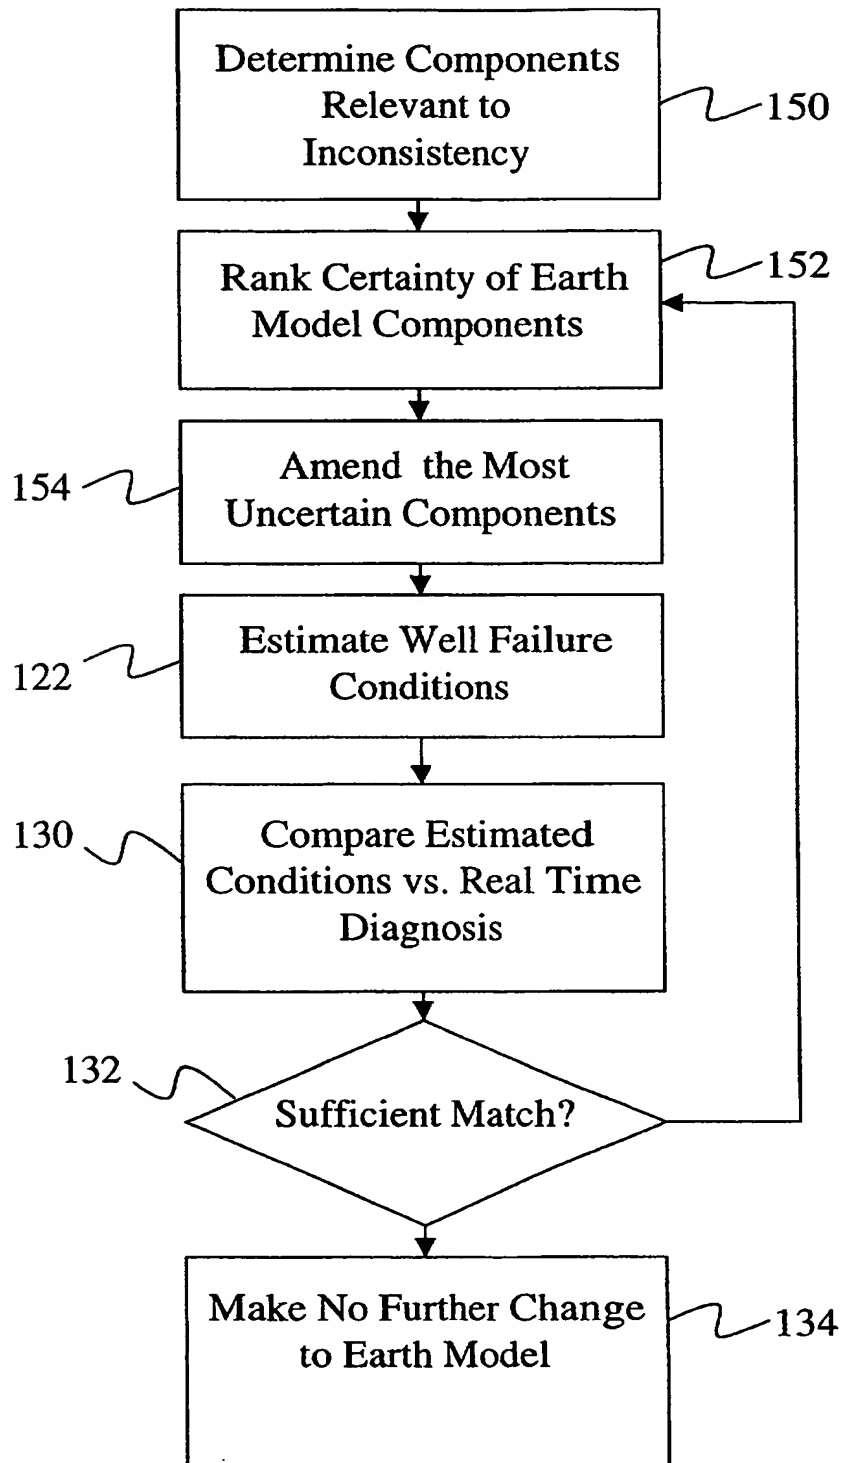 Determine Components
Relevant to
Inconsistency
150
Rank Certainty of Earth
Model Components
152
Amend the Most
Uncertain Components
154
Estimate Well Failure
Conditions
122
Compare Estimated
Conditions vs. Real Time
Diagnosis
130
Sufficient Match?
132
Make No Further Change
to Earth Model
134